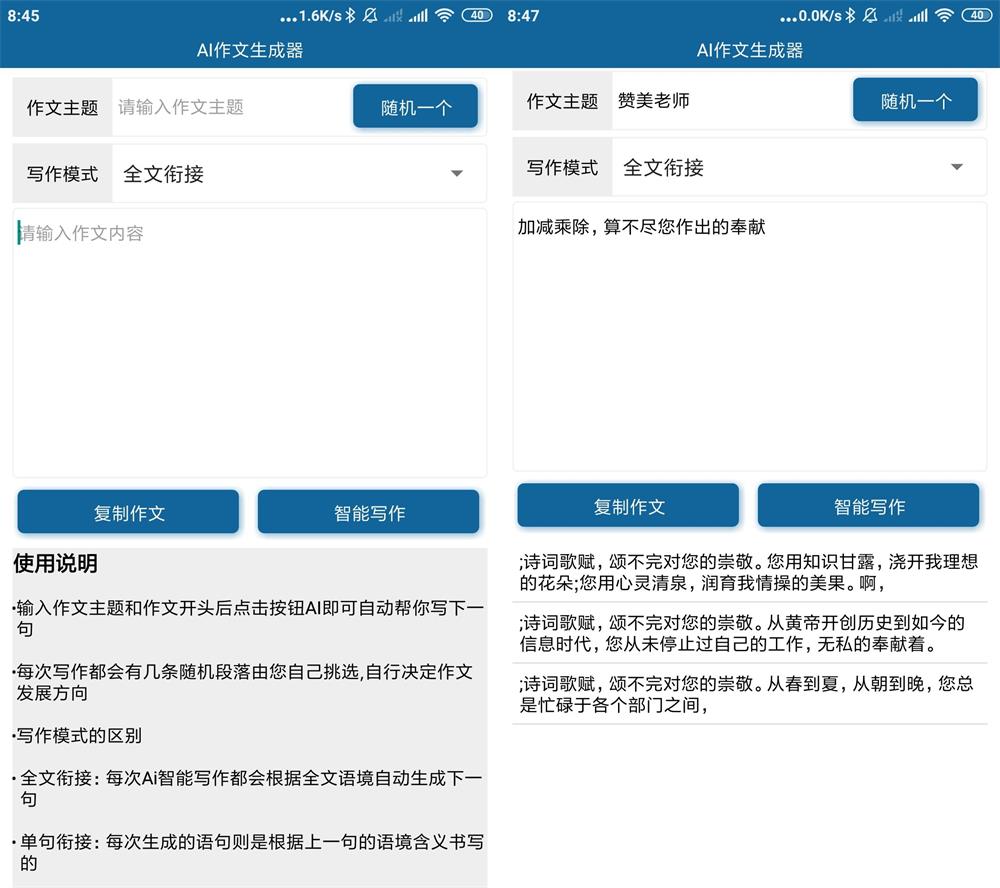 8:45
...1.6K/s
40
AI作文生成器
作文主题
请输入作文主题
随机一个
写作模式
全文衔接
请输入作文内容
复制作文
智能写作
使用说明
·输入作文主题和作文开头后点击按钮AI即可自动帮你写下一
句
·每次写作都会有几条随机段落由您自己挑选,自行决定作文
发展方向
·写作模式的区别
· 全文衔接：每次Ai智能写作都会根据全文语境自动生成下一
句
· 单句衔接：每次生成的语句则是根据上一句的语境含义书写
的
8:47
...0.0K/s
40
AI作文生成器
作文主题
赞美老师
随机一个
写作模式
全文衔接
加减乘除，算不尽您作出的奉献
复制作文
智能写作
;诗词歌赋，颂不完对您的崇敬。您用知识甘露，浇开我理想
的花朵;您用心灵清泉，润育我情操的美果。啊，
;诗词歌赋，颂不完对您的崇敬。从黄帝开创历史到如今的
信息时代，您从未停止过自己的工作，无私的奉献着。
;诗词歌赋，颂不完对您的崇敬。从春到夏，从朝到晚，您总
是忙碌于各个部门之间，